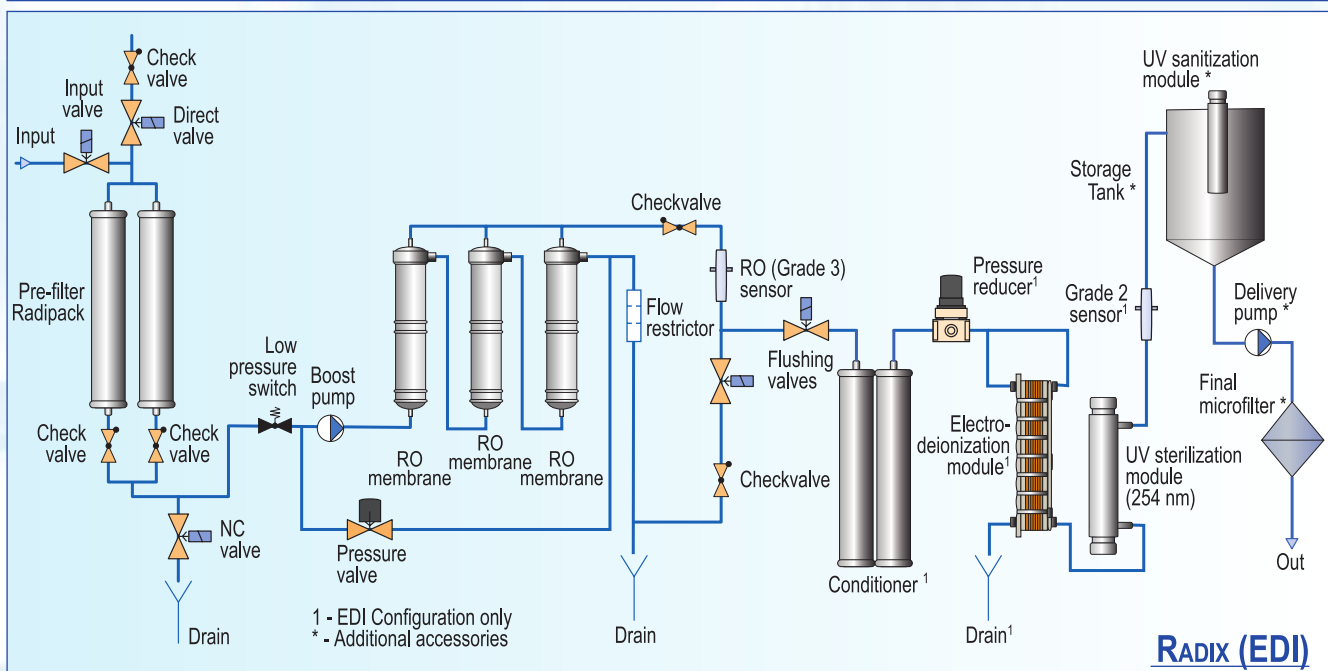 Check
valve
Input
valve
Direct
valve
Input
Pre-filter
Radipack
Check
valve
Check
valve
NC
valve
Drain
Low
pressure
switch
Boost
pump
RO
membrane
RO
membrane
RO
membrane
Pressure
valve
1 - EDI Configuration only
* - Additional accessories
Checkvalve
RO (Grade 3)
sensor
Flow
restrictor
Flushing
valves
Checkvalve
Drain
Pressure
reducer1
Conditioner 1
Electro-
deionization
module1
Drain1
UV sterilization
module
(254 nm)
Grade 2
sensor1
Storage
Tank *
UV sanitization
module *
Delivery
pump *
Final
microfilter *
Out
RADIX (EDI)